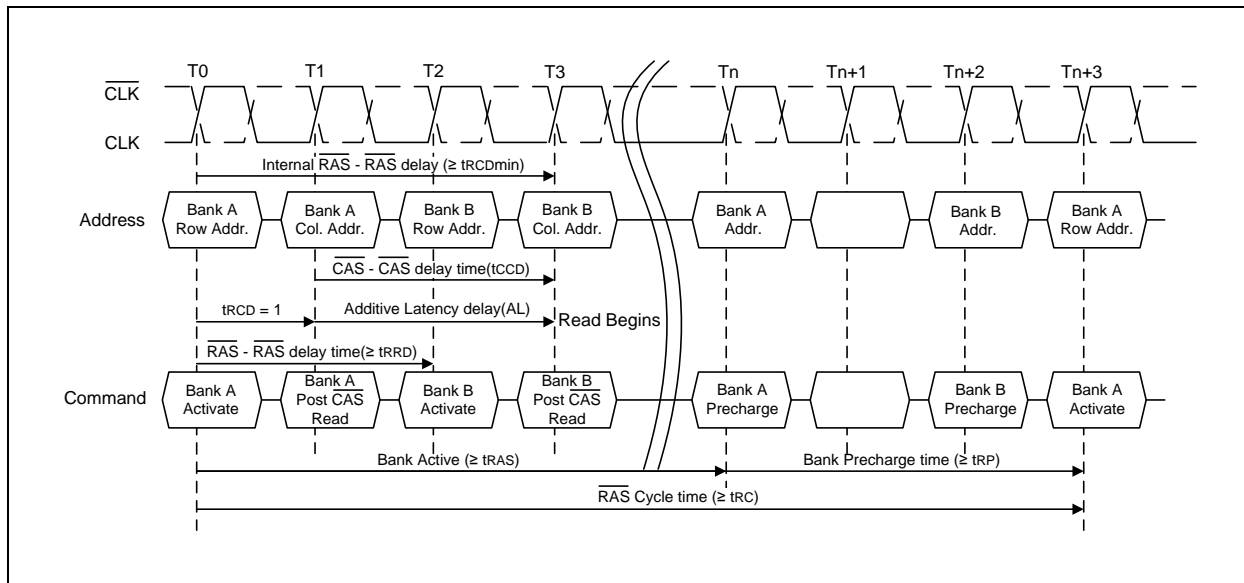 T0 T1 T2 T3 Tn Tn+1 Tn+2 Tn+3
CLK
CLK
Internal RAS - RAS delay (≥ tRCDmin)
Address
Bank A Bank A Bank B Bank B Bank A Bank B Bank A
Row Addr. Col. Addr. Row Addr. Col. Addr. Addr. Addr. Row Addr.
CAS - CAS delay time(tCCD)
tRCD = 1 Additive Latency delay(AL) Read Begins
RAS - RAS delay time(≥ tRRD)
Command
Bank A Activate
Bank A Post CAS Read
Bank B Activate
Bank B Post CAS Read
Bank A Precharge
Bank B Precharge
Bank A Activate
Bank Active (≥ tRAS) Bank Precharge time (≥ tRP)
RAS Cycle time (≥ tRC)